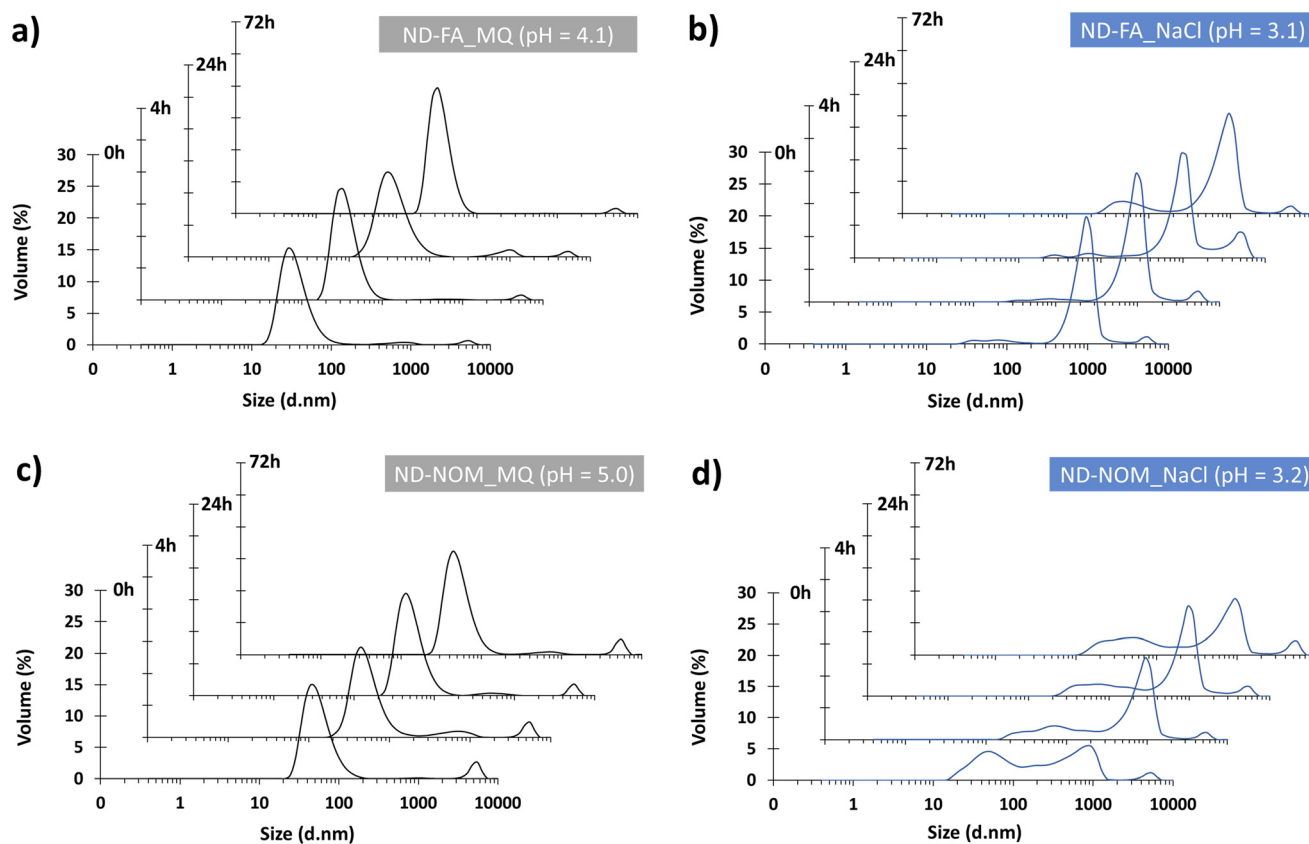 a)
72h
ND-FA_MQ (pH = 4.1)
24h
4h
0h
30
25
20
15
10
5
0
Volume (%)
0 1 10 100 1000 10000
Size (d.nm)
b)
72h
ND-FA_NaCl (pH = 3.1)
24h
4h
0h
30
25
20
15
10
5
0
Volume (%)
0 1 10 100 1000 10000
Size (d.nm)
c)
72h
ND-NOM_MQ (pH = 5.0)
24h
4h
0h
30
25
20
15
10
5
0
Volume (%)
0 1 10 100 1000 10000
Size (d.nm)
d)
72h
ND-NOM_NaCl (pH = 3.2)
24h
4h
0h
30
25
20
15
10
5
0
Volume (%)
0 1 10 100 1000 10000
Size (d.nm)